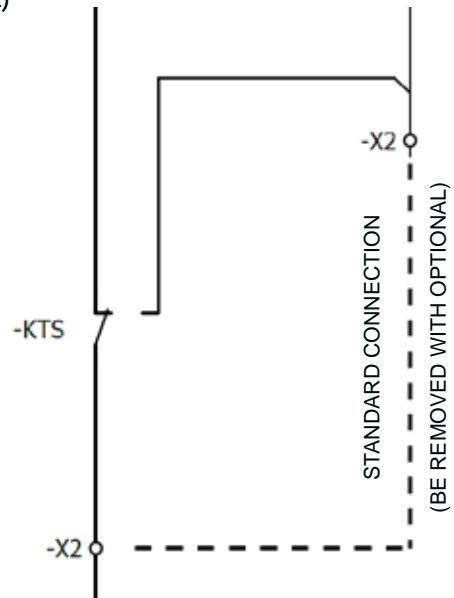 )
-X2
STANDARD CONNECTION
(BE REMOVED WITH OPTIONAL)
-KTS
-X2